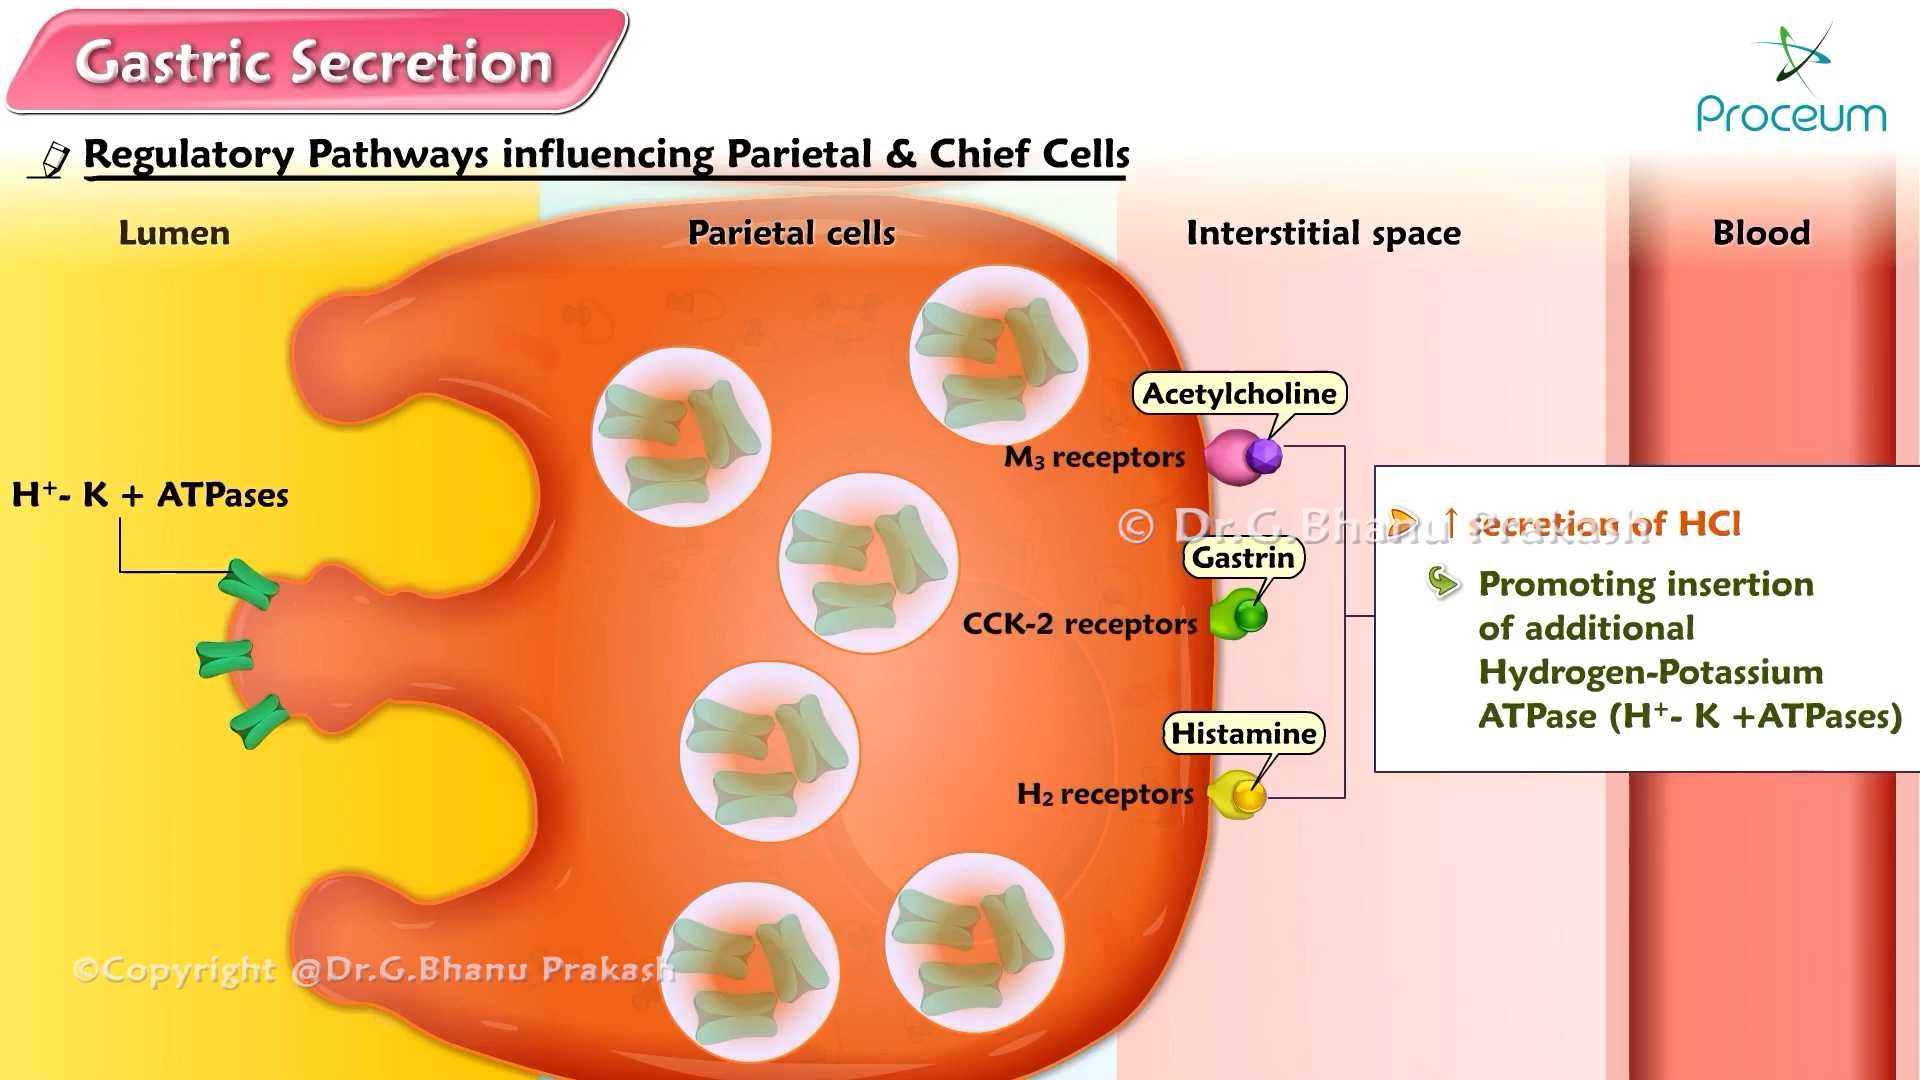 Gastric Secretion
Proceum
Regulatory Pathways influencing Parietal & Chief Cells
Lumen
Parietal cells
Interstitial space
Blood
Acetylcholine
M₃ receptors
H⁺- K + ATPases
© Dr.G.Bhanu Prakash
↑ secretion of HCl
Gastrin
CCK-2 receptors
Promoting insertion
of additional
Hydrogen-Potassium
ATPase (H⁺- K +ATPases)
Histamine
H₂ receptors
©Copyright @Dr.G.Bhanu Prakash